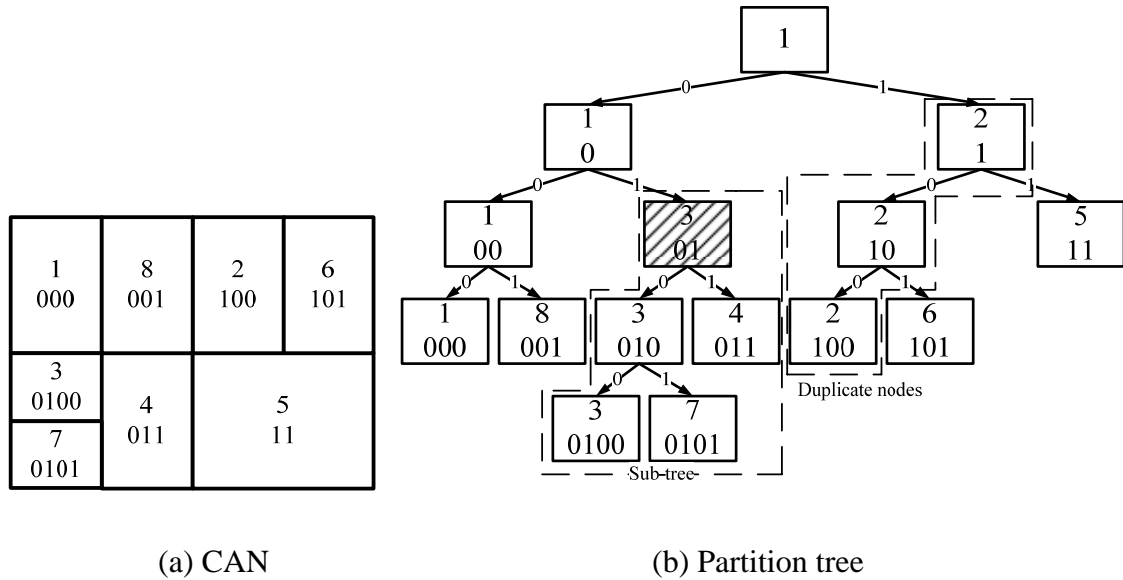 1
0 1
1 2
0 1
0 1 0 1
1 3 2 5
00 01 10 11
0 1 0 1 0 1
1 8 3 4 2 6
000 001 010 011 100 101
0 1
3 7
0100 0101
Duplicate nodes
Sub-tree
1 8 2 6
000 001 100 101
3
0100
4 5
011 11
7
0101
(a) CAN
(b) Partition tree